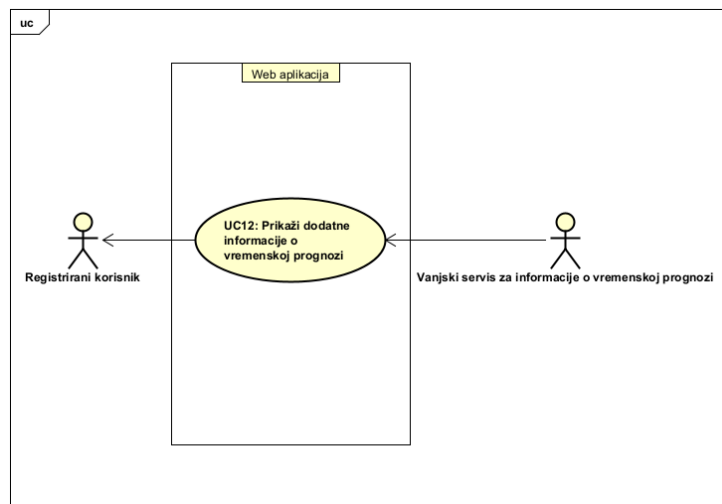 uc
Web aplikacija
UC12: Prikaži dodatne
informacije o
vremenskoj prognozi
Registrirani korisnik
Vanjski servis za informacije o vremenskoj prognozi